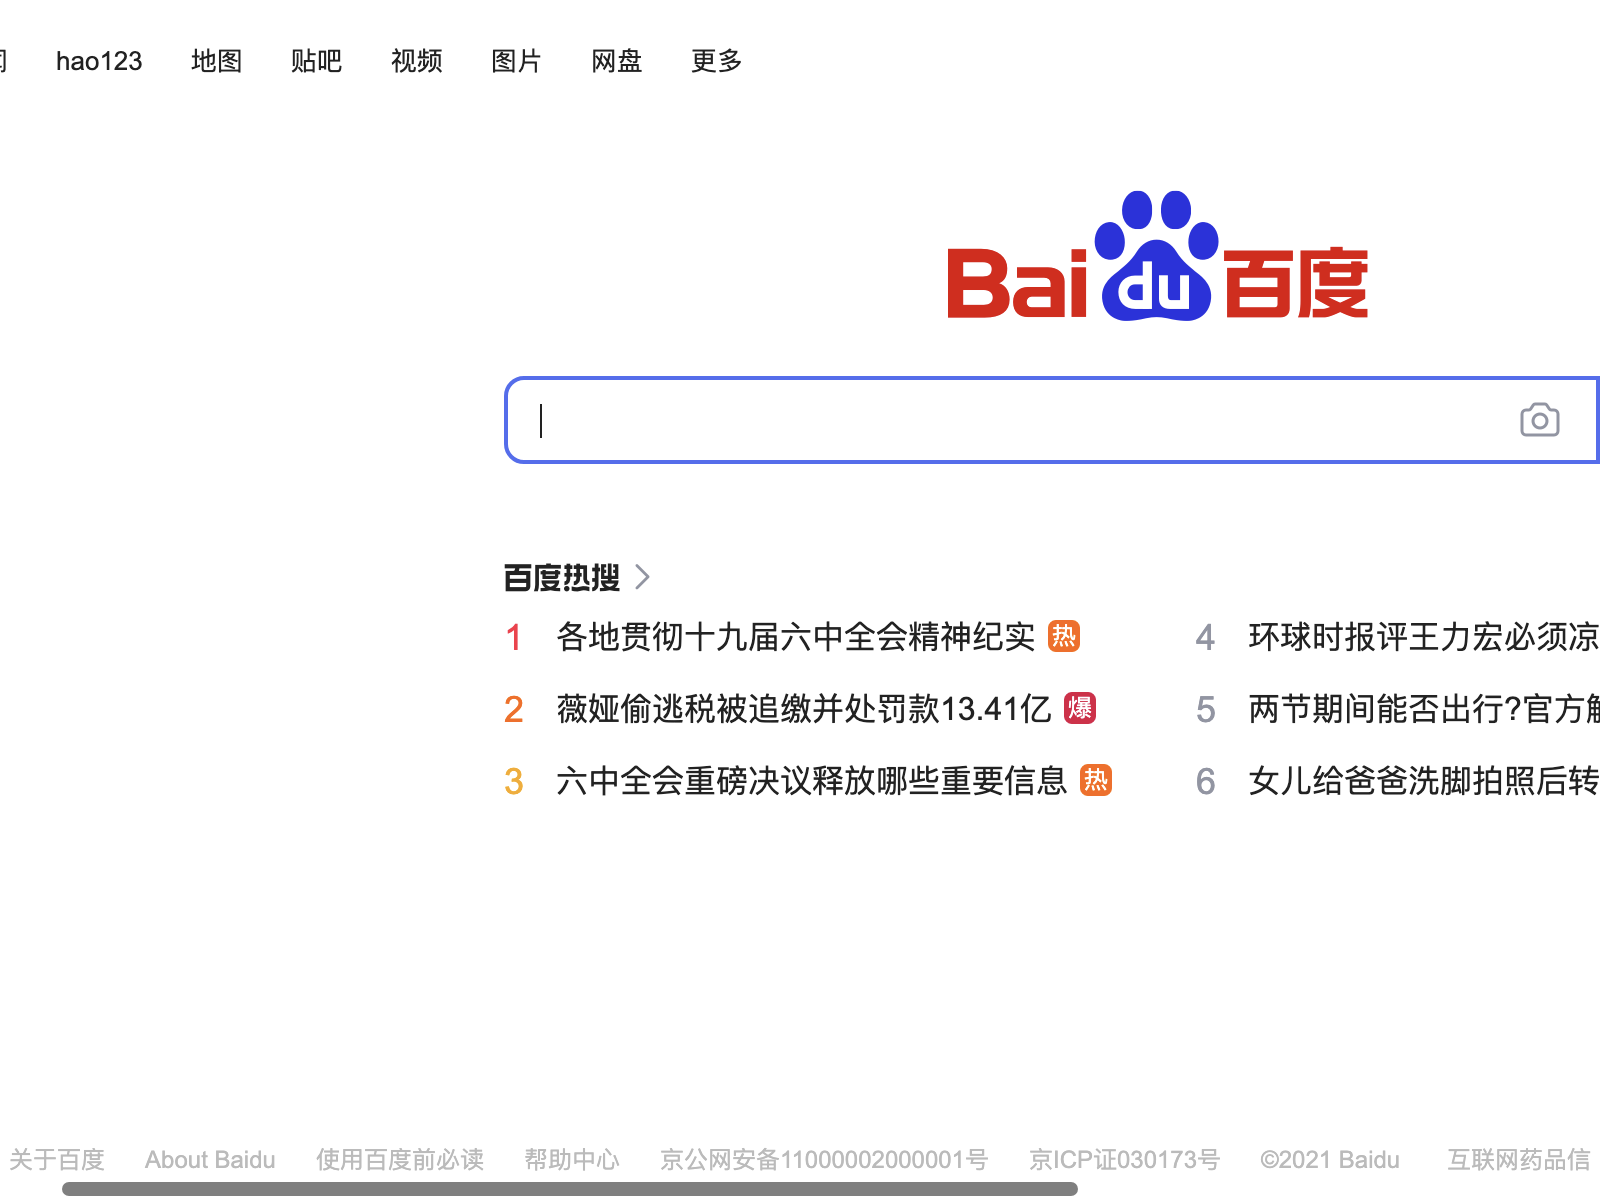 hao123 地图 贴吧 视频 图片 网盘 更多
Bai du 百度
百度热搜
1 各地贯彻十九届六中全会精神纪实 热
4 环球时报评王力宏必须凉
2 薇娅偷逃税被追缴并处罚款13.41亿 爆
5 两节期间能否出行?官方解
3 六中全会重磅决议释放哪些重要信息 热
6 女儿给爸爸洗脚拍照后转
关于百度 About Baidu 使用百度前必读 帮助中心 京公网安备11000002000001号 京ICP证030173号 ©2021 Baidu 互联网药品信